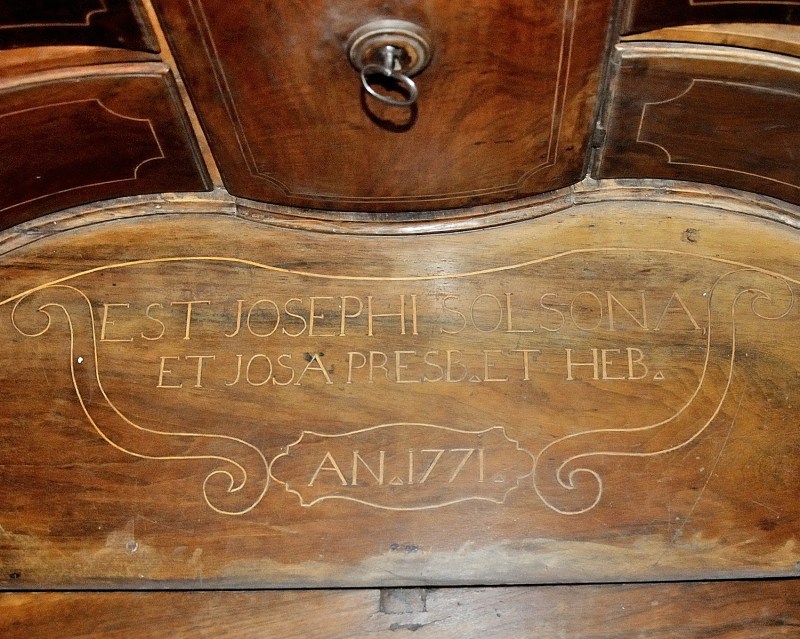 EST JOSEPHI SOLSONA,
ET JOSA PRESB. ET HEB.
AN. 1771.